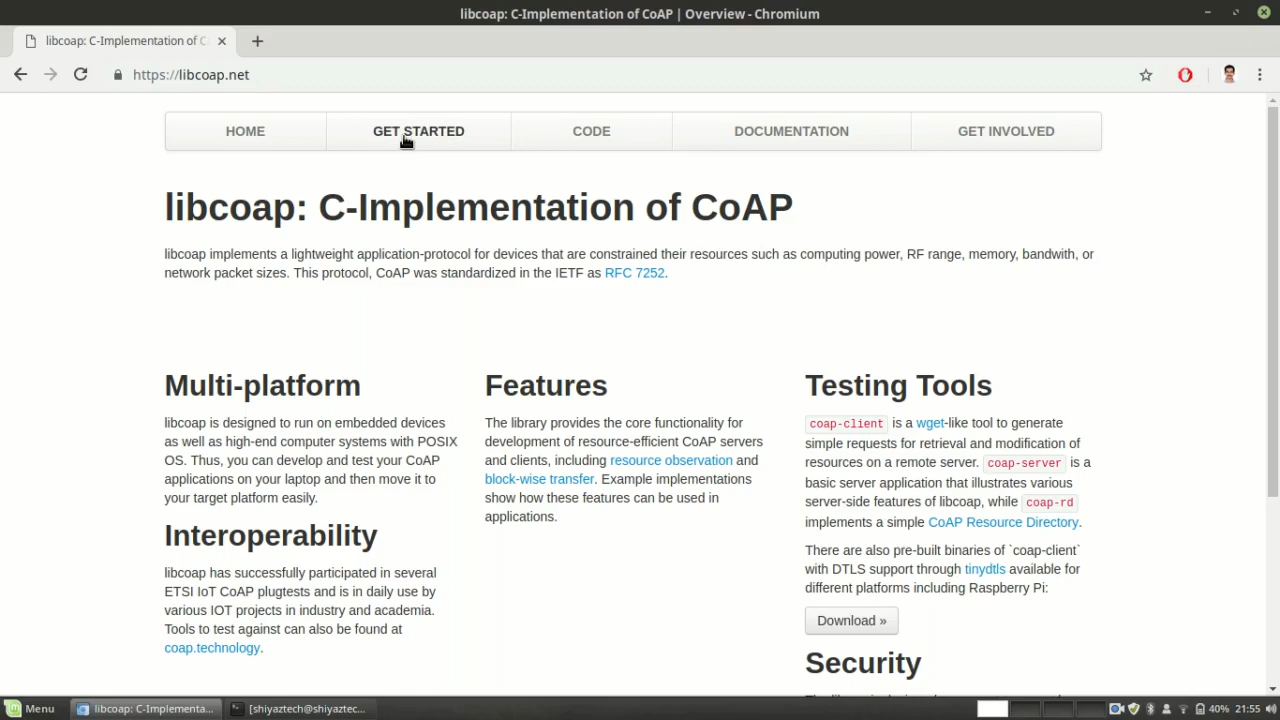 libcoap: C-Implementation of CoAP | Overview - Chromium
libcoap: C-Implementation of C
https://libcoap.net
HOME
GET STARTED
CODE
DOCUMENTATION
GET INVOLVED
libcoap: C-Implementation of CoAP
libcoap implements a lightweight application-protocol for devices that are constrained their resources such as computing power, RF range, memory, bandwith, or
network packet sizes. This protocol, CoAP was standardized in the IETF as RFC 7252.
Multi-platform
libcoap is designed to run on embedded devices
as well as high-end computer systems with POSIX
OS. Thus, you can develop and test your CoAP
applications on your laptop and then move it to
your target platform easily.
Interoperability
libcoap has successfully participated in several
ETSI IoT CoAP plugtests and is in daily use by
various IOT projects in industry and academia.
Tools to test against can also be found at
coap.technology.
Features
The library provides the core functionality for
development of resource-efficient CoAP servers
and clients, including resource observation and
block-wise transfer. Example implementations
show how these features can be used in
applications.
Testing Tools
coap-client is a wget-like tool to generate
simple requests for retrieval and modification of
resources on a remote server. coap-server is a
basic server application that illustrates various
server-side features of libcoap, while coap-rd
implements a simple CoAP Resource Directory.
There are also pre-built binaries of `coap-client`
with DTLS support through tinydtls available for
different platforms including Raspberry Pi:
Download »
Security
Menu
libcoap: C-Implementa...
[shiyaztech@shiyaztec...
40%
21:55